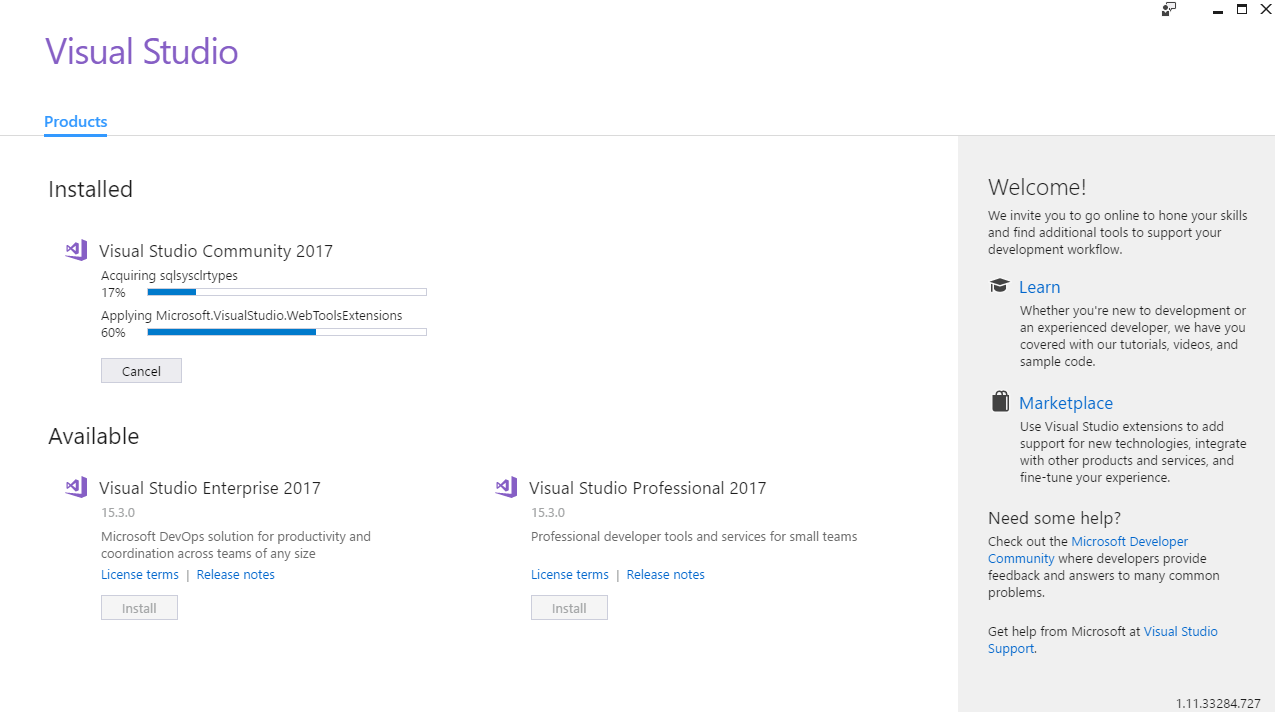 Visual Studio
Products
Installed
Visual Studio Community 2017
Acquiring sqlsysclrtypes
17%
Applying Microsoft.VisualStudio.WebToolsExtensions
60%
Cancel
Available
Visual Studio Enterprise 2017
15.3.0
Microsoft DevOps solution for productivity and
coordination across teams of any size
License terms | Release notes
Install
Visual Studio Professional 2017
15.3.0
Professional developer tools and services for small teams
License terms | Release notes
Install
Welcome!
We invite you to go online to hone your skills
and find additional tools to support your
development workflow.
Learn
Whether you're new to development or
an experienced developer, we have you
covered with our tutorials, videos, and
sample code.
Marketplace
Use Visual Studio extensions to add
support for new technologies, integrate
with other products and services, and
fine-tune your experience.
Need some help?
Check out the Microsoft Developer
Community where developers provide
feedback and answers to many common
problems.
Get help from Microsoft at Visual Studio
Support.
1.11.33284.727